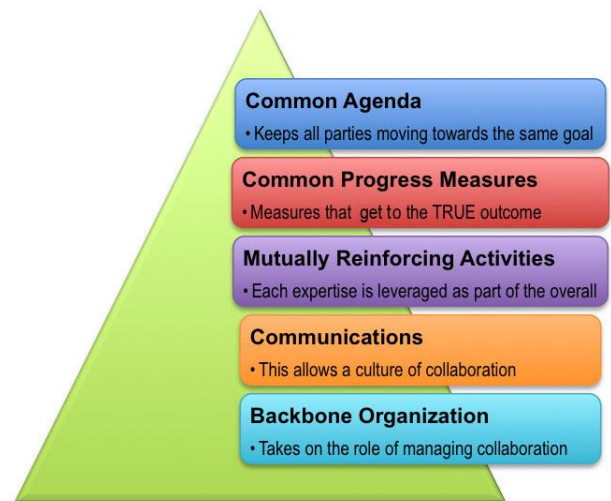 Common Agenda
• Keeps all parties moving towards the same goal
Common Progress Measures
• Measures that get to the TRUE outcome
Mutually Reinforcing Activities
• Each expertise is leveraged as part of the overall
Communications
• This allows a culture of collaboration
Backbone Organization
• Takes on the role of managing collaboration